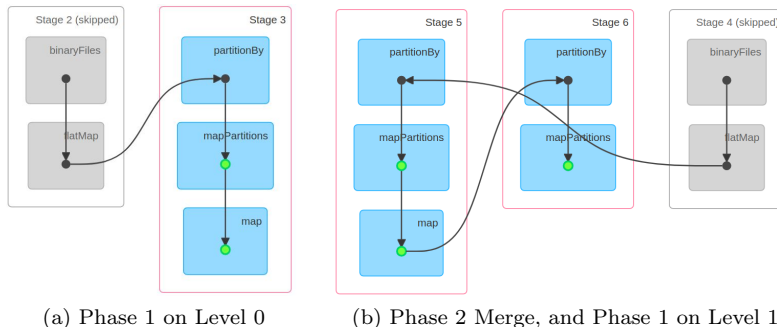 Stage 2 (skipped)
binaryFiles
flatMap
Stage 3
partitionBy
mapPartitions
map
(a) Phase 1 on Level 0
Stage 5
partitionBy
mapPartitions
map
Stage 6
partitionBy
mapPartitions
Stage 4 (skipped)
binaryFiles
flatMap
(b) Phase 2 Merge, and Phase 1 on Level 1